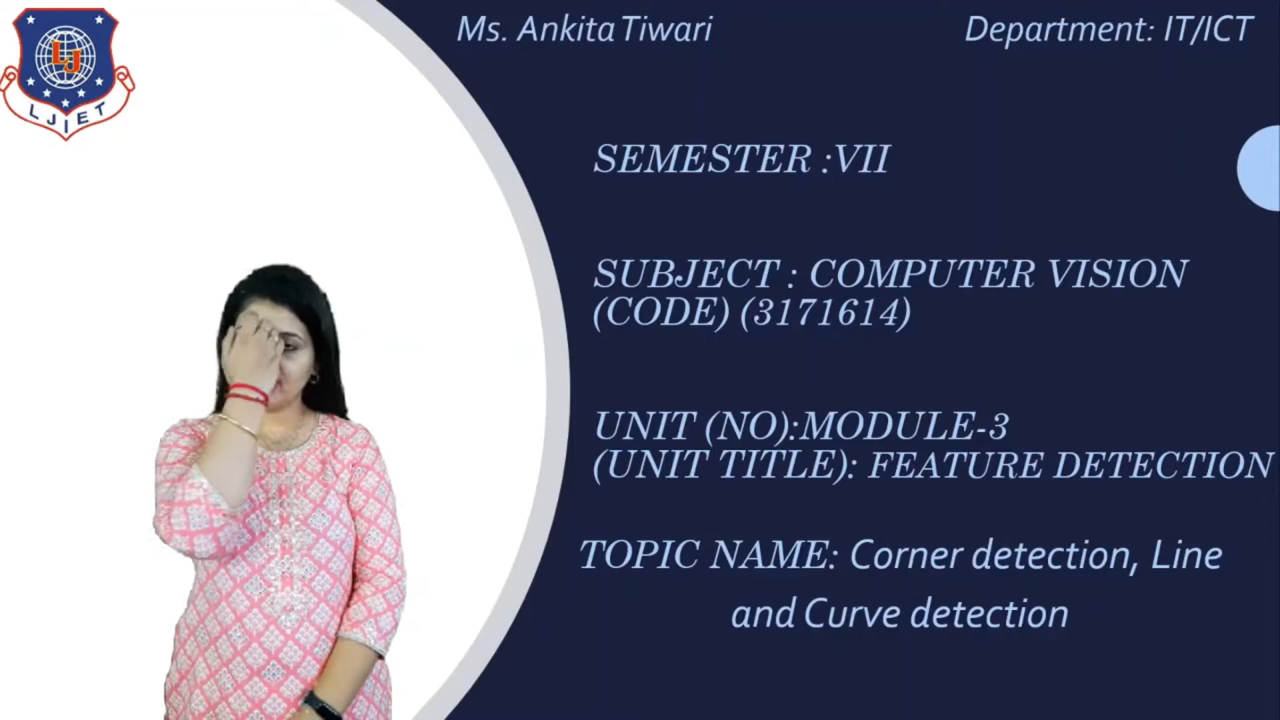 LJ
LJIET
Ms. Ankita Tiwari
Department: IT/ICT
SEMESTER :VII
SUBJECT : COMPUTER VISION
(CODE) (3171614)
UNIT (NO):MODULE-3
(UNIT TITLE): FEATURE DETECTION
TOPIC NAME: Corner detection, Line
and Curve detection